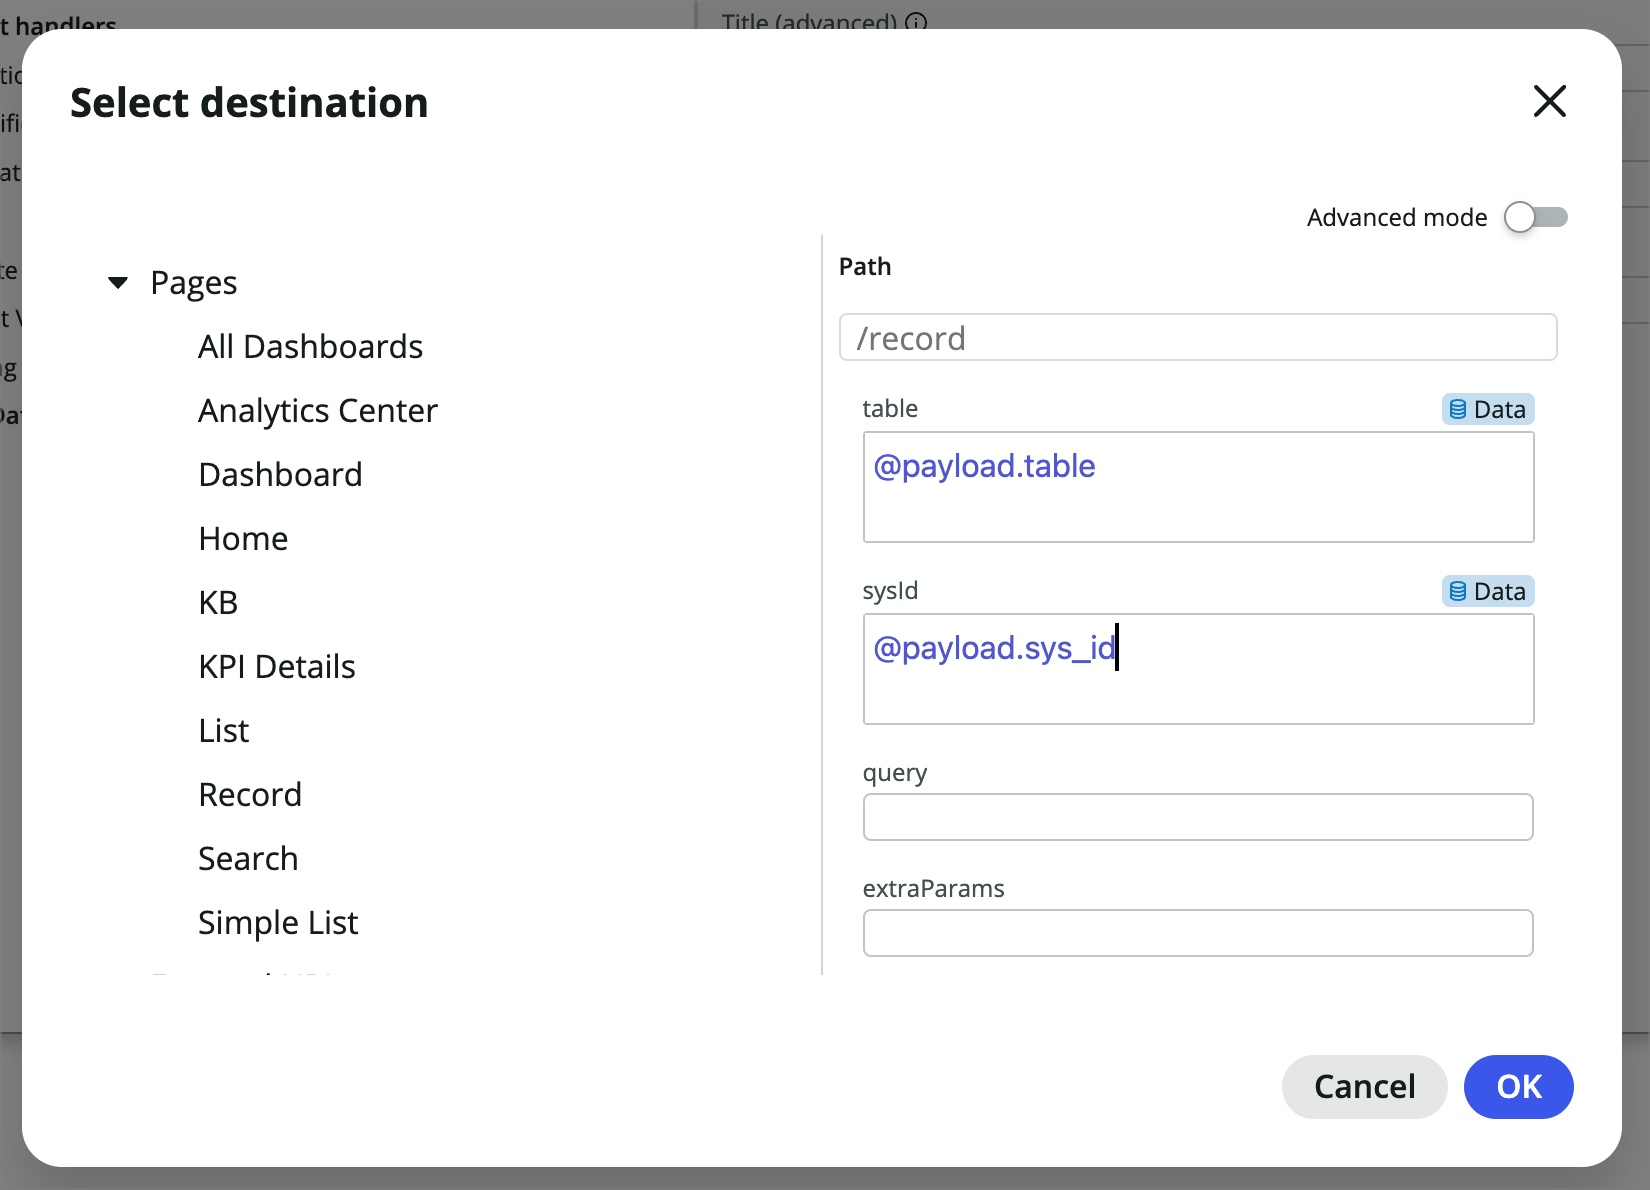 t handlers
Title (advanced)
Select destination
Advanced mode
Pages
All Dashboards
Analytics Center
Dashboard
Home
KB
KPI Details
List
Record
Search
Simple List
Path
/record
table
Data
@payload.table
sysId
Data
@payload.sys_id
query
extraParams
Cancel
OK